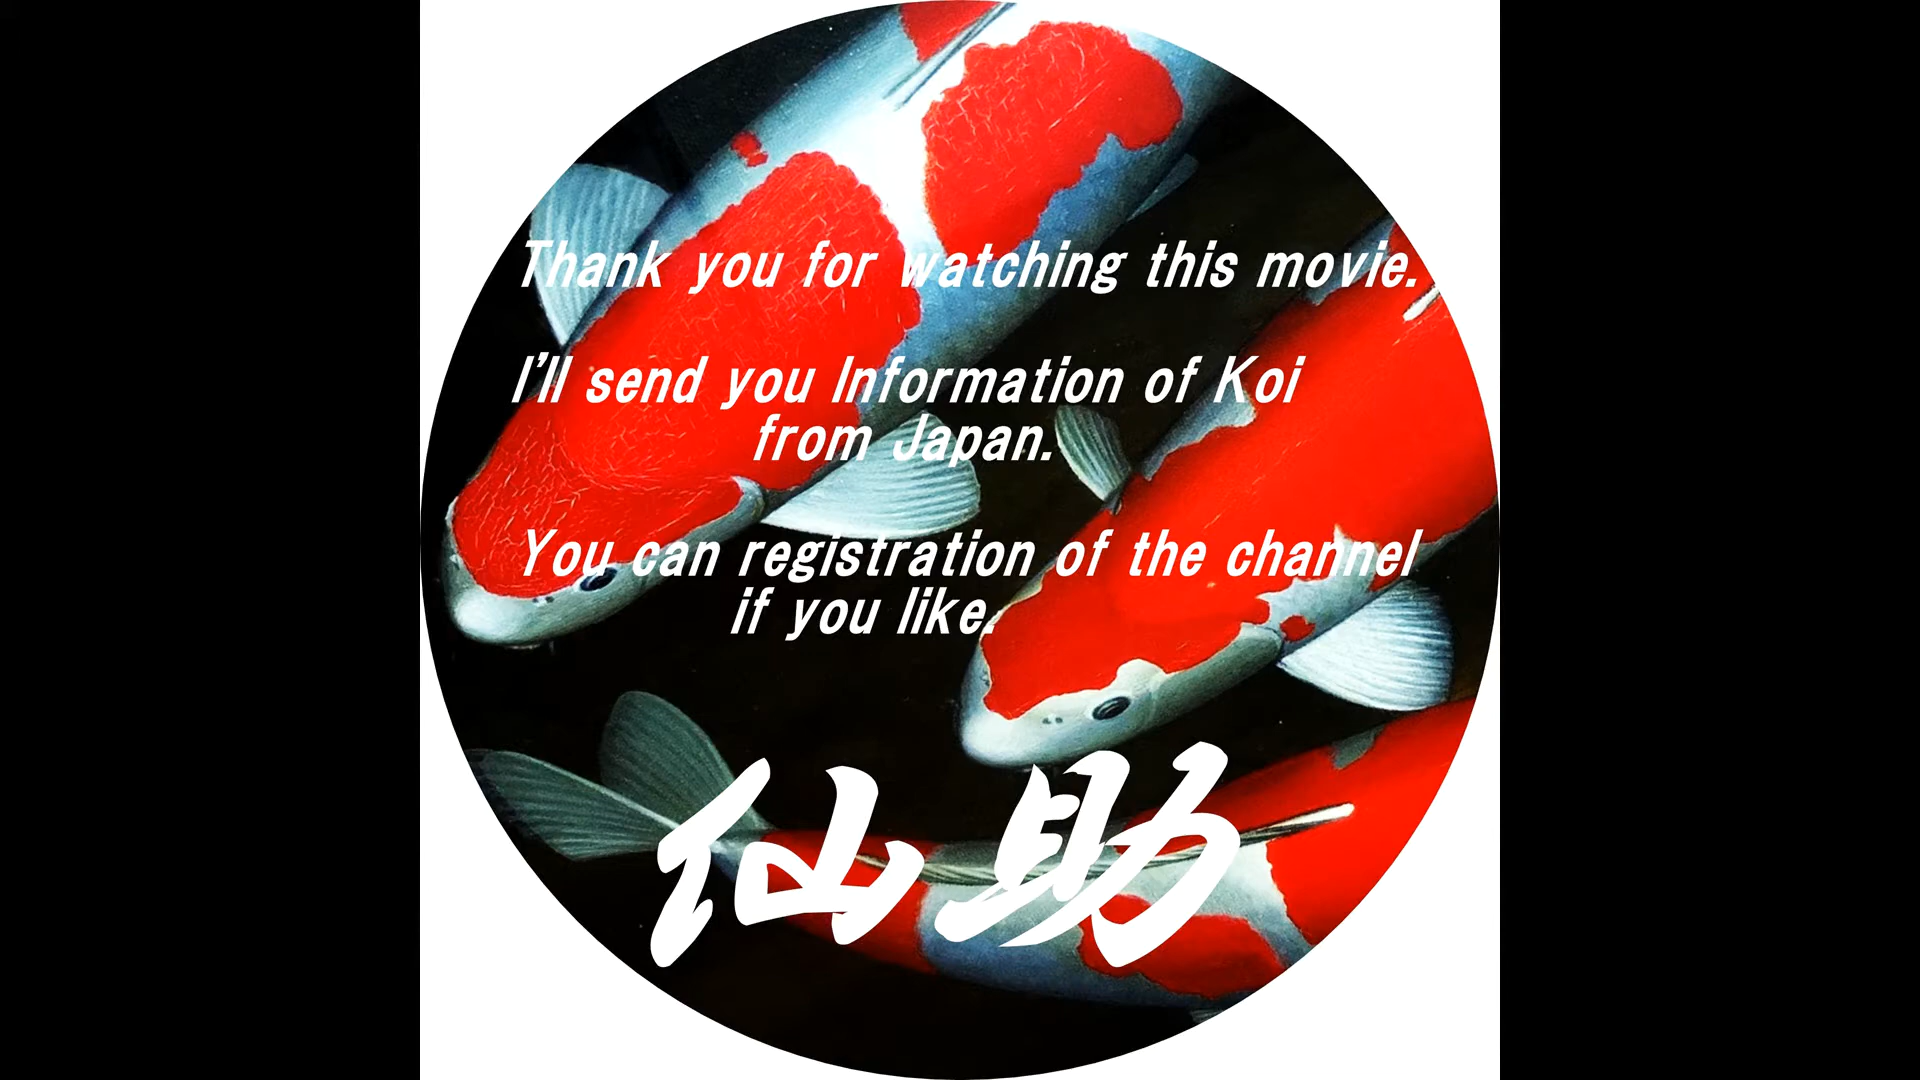 Thank you for watching this movie.
I'll send you Information of Koi
from Japan.
You can registration of the channel
if you like.
仙助